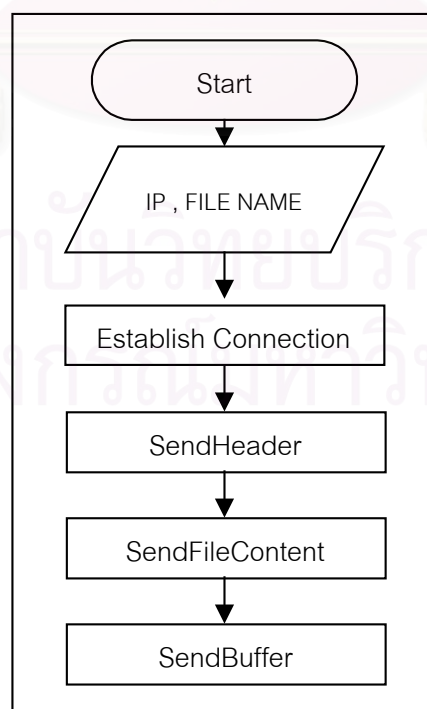 Start
IP , FILE NAME
Establish Connection
SendHeader
SendFileContent
SendBuffer